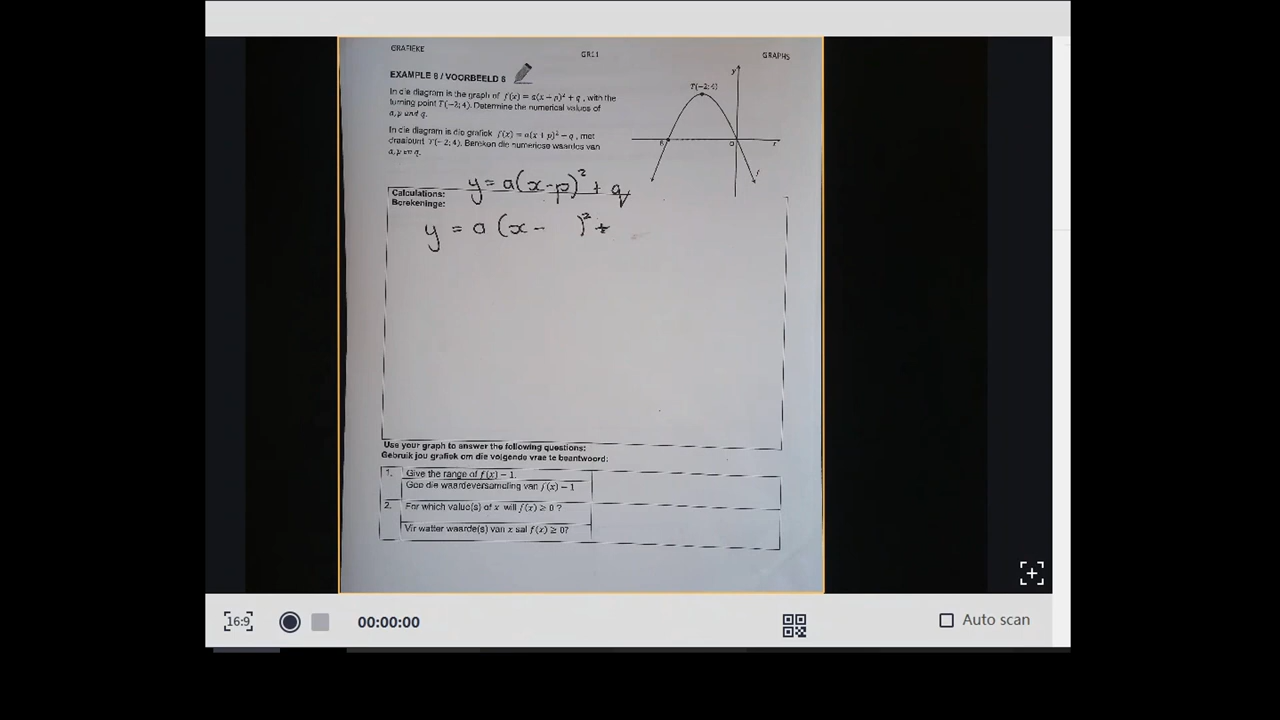 GRAFIEKE
GR11
GRAPHS
EXAMPLE 8 / VOORBEELD 8
In die diagram is the graph of f(x) = a(x − p)² + q, with the
turning point T(−2; 4). Determine the numerical values of
a, p und q.
In die diagram is die grafiek f(x) = a(x + p)² − q, met
draaipunt T(−2; 4). Bereken die numeriese waardes van
a, p en q.
y
T(−2; 4)
O
x
f
Calculations:
Berekeninge:
y = a(x-p)² + q
y = a (x - )² +
Use your graph to answer the following questions:
Gebruik jou grafiek om die volgende vrae te beantwoord:
1. Give the range of f(x) − 1.
Gee die waardeversameling van f(x) − 1
2. For which value(s) of x will f(x) ≥ 0 ?
Vir watter waarde(s) van x sal f(x) ≥ 0?
16:9
00:00:00
Auto scan